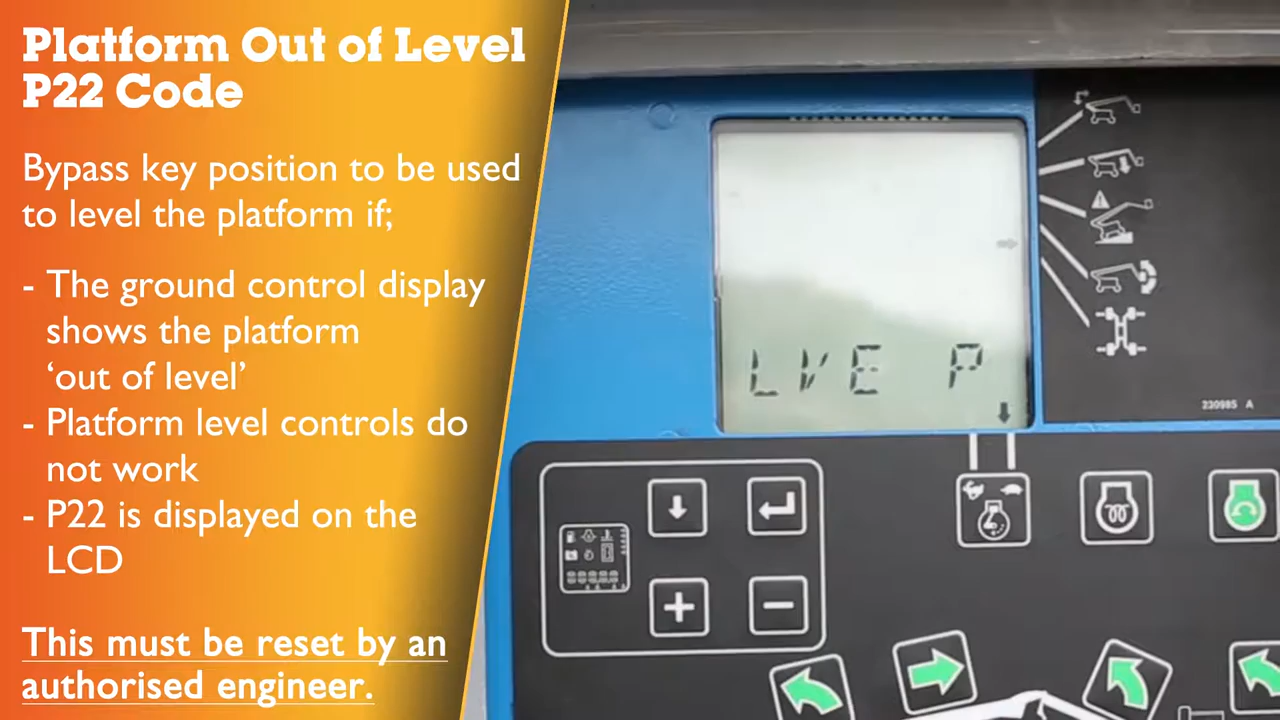 Platform Out of Level
P22 Code
Bypass key position to be used
to level the platform if;
- The ground control display
shows the platform
‘out of level’
- Platform level controls do
not work
- P22 is displayed on the
LCD
This must be reset by an
authorised engineer.
LVE P
230985 A